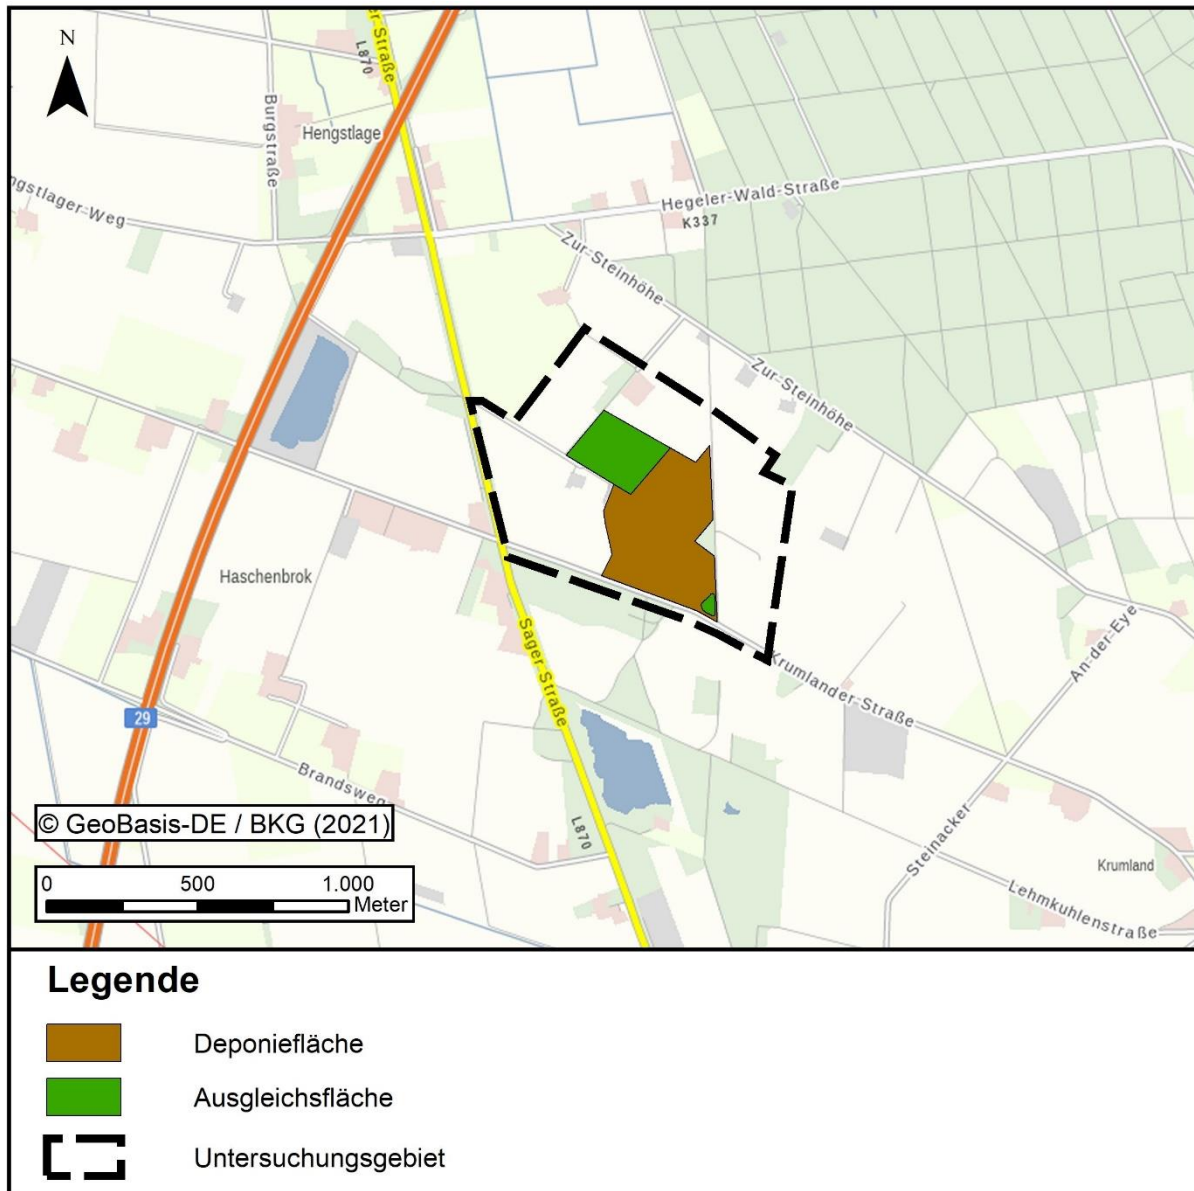 N
er-Straße
L870
Burgstraße
Hengstlage
ngstlager-Weg
Hegeler-Wald-Straße
K337
Zur-Steinhöhe
Zur-Steinhöhe
Haschenbrok
Sager-Straße
An-der-Eye
Krumlander-Straße
29
Brandsweg
© GeoBasis-DE / BKG (2021)
L870
Steinacker
Krumland
Lehmkuhlenstraße
0 500 1.000
Meter
Legende
Deponiefläche
Ausgleichsfläche
Untersuchungsgebiet